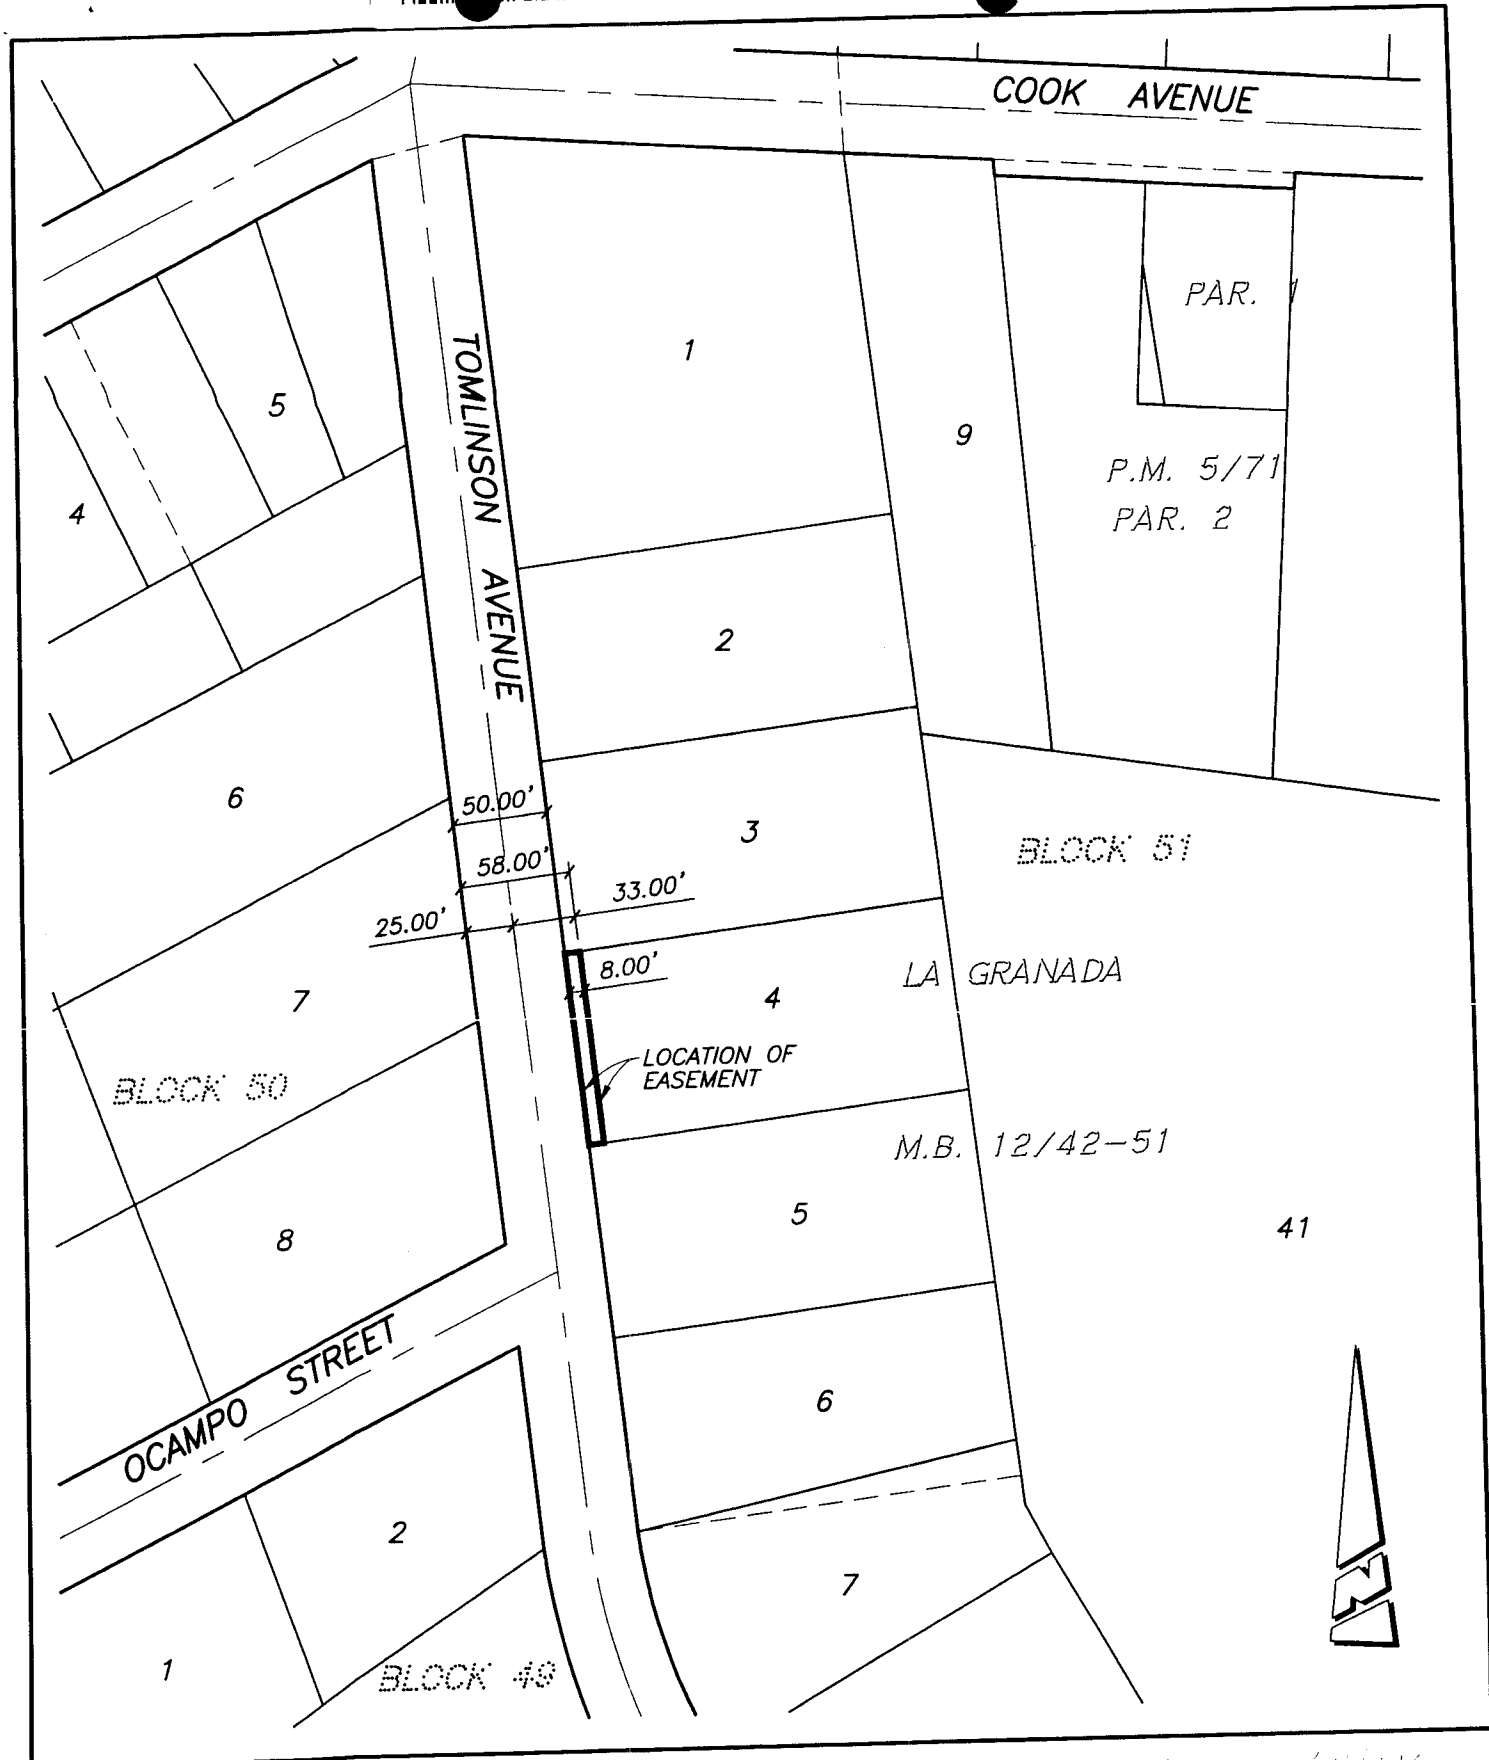 COOK AVENUE
PAR. 1
TOMLINSON AVENUE
1
5
9
P.M. 5/71
PAR. 2
4
2
6
50.00'
3
BLOCK 51
58.00'
33.00'
25.00'
8.00'
4
LA GRANADA
7
LOCATION OF
EASEMENT
BLOCK 50
M.B. 12/42-51
5
41
8
OCAMPO STREET
6
2
7
1
BLOCK 49
N